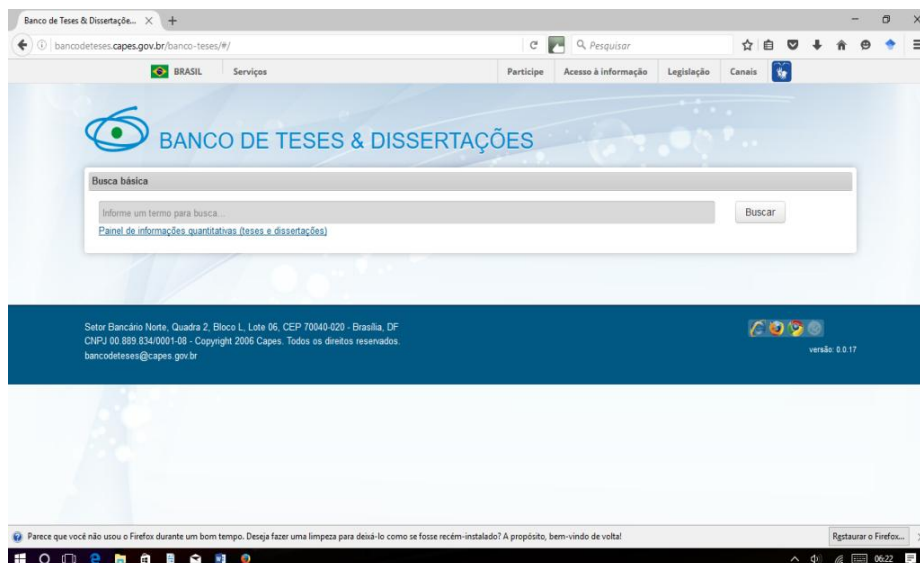 Banco de Teses & Dissertaçõe...
bancodeteses.capes.gov.br/banco-teses/#/
Pesquisar
BRASIL Serviços Participe Acesso à informação Legislação Canais
BANCO DE TESES & DISSERTAÇÕES
Busca básica
Informe um termo para busca... Buscar
Painel de informações quantitativas (teses e dissertações)
Setor Bancário Norte, Quadra 2, Bloco L, Lote 06, CEP 70040-020 - Brasília, DF
CNPJ 00.889.834/0001-08 - Copyright 2006 Capes. Todos os direitos reservados.
bancodeteses@capes.gov.br
versão: 0.0.17
Parece que você não usou o Firefox durante um bom tempo. Deseja fazer uma limpeza para deixá-lo como se fosse recém-instalado? A propósito, bem-vindo de volta! Restaurar o Firefox...
06:22